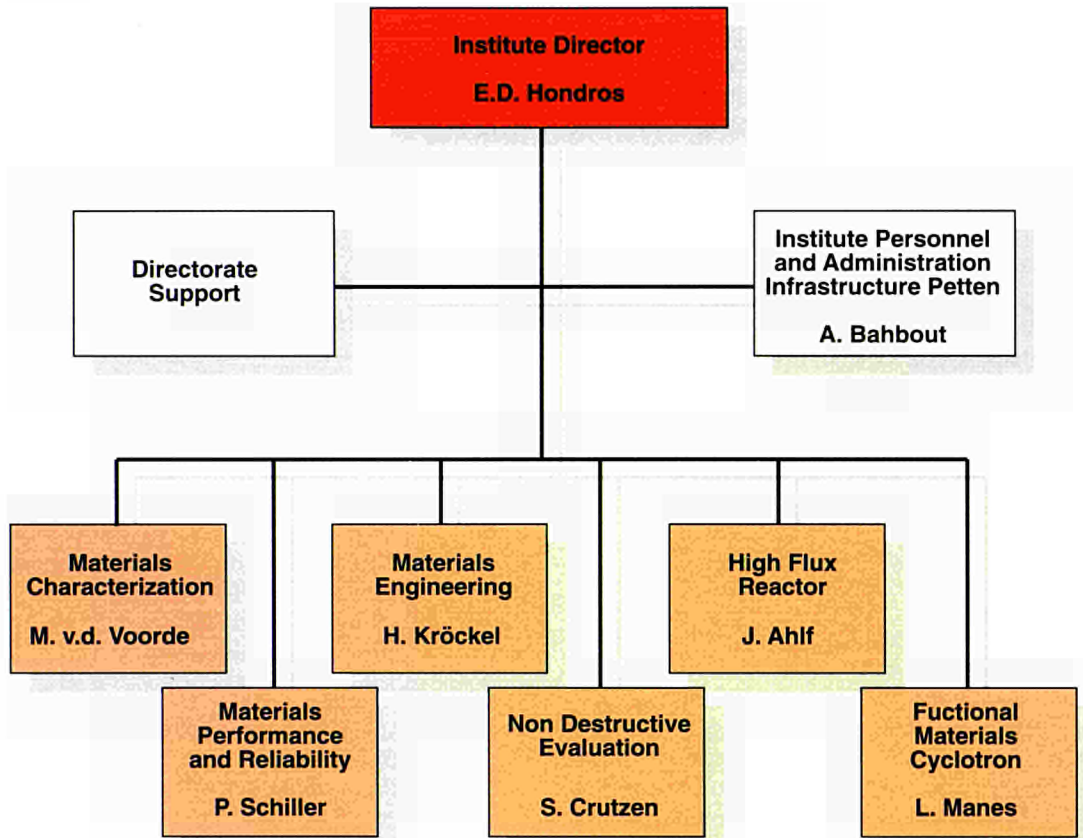 Institute Director
E.D. Hondros
Directorate
Support
Institute Personnel
and Administration
Infrastructure Petten
A. Bahbout
Materials
Characterization
M. v.d. Voorde
Materials
Engineering
H. Kröckel
High Flux
Reactor
J. Ahlf
Materials
Performance
and Reliability
P. Schiller
Non Destructive
Evaluation
S. Crutzen
Fuctional
Materials
Cyclotron
L. Manes